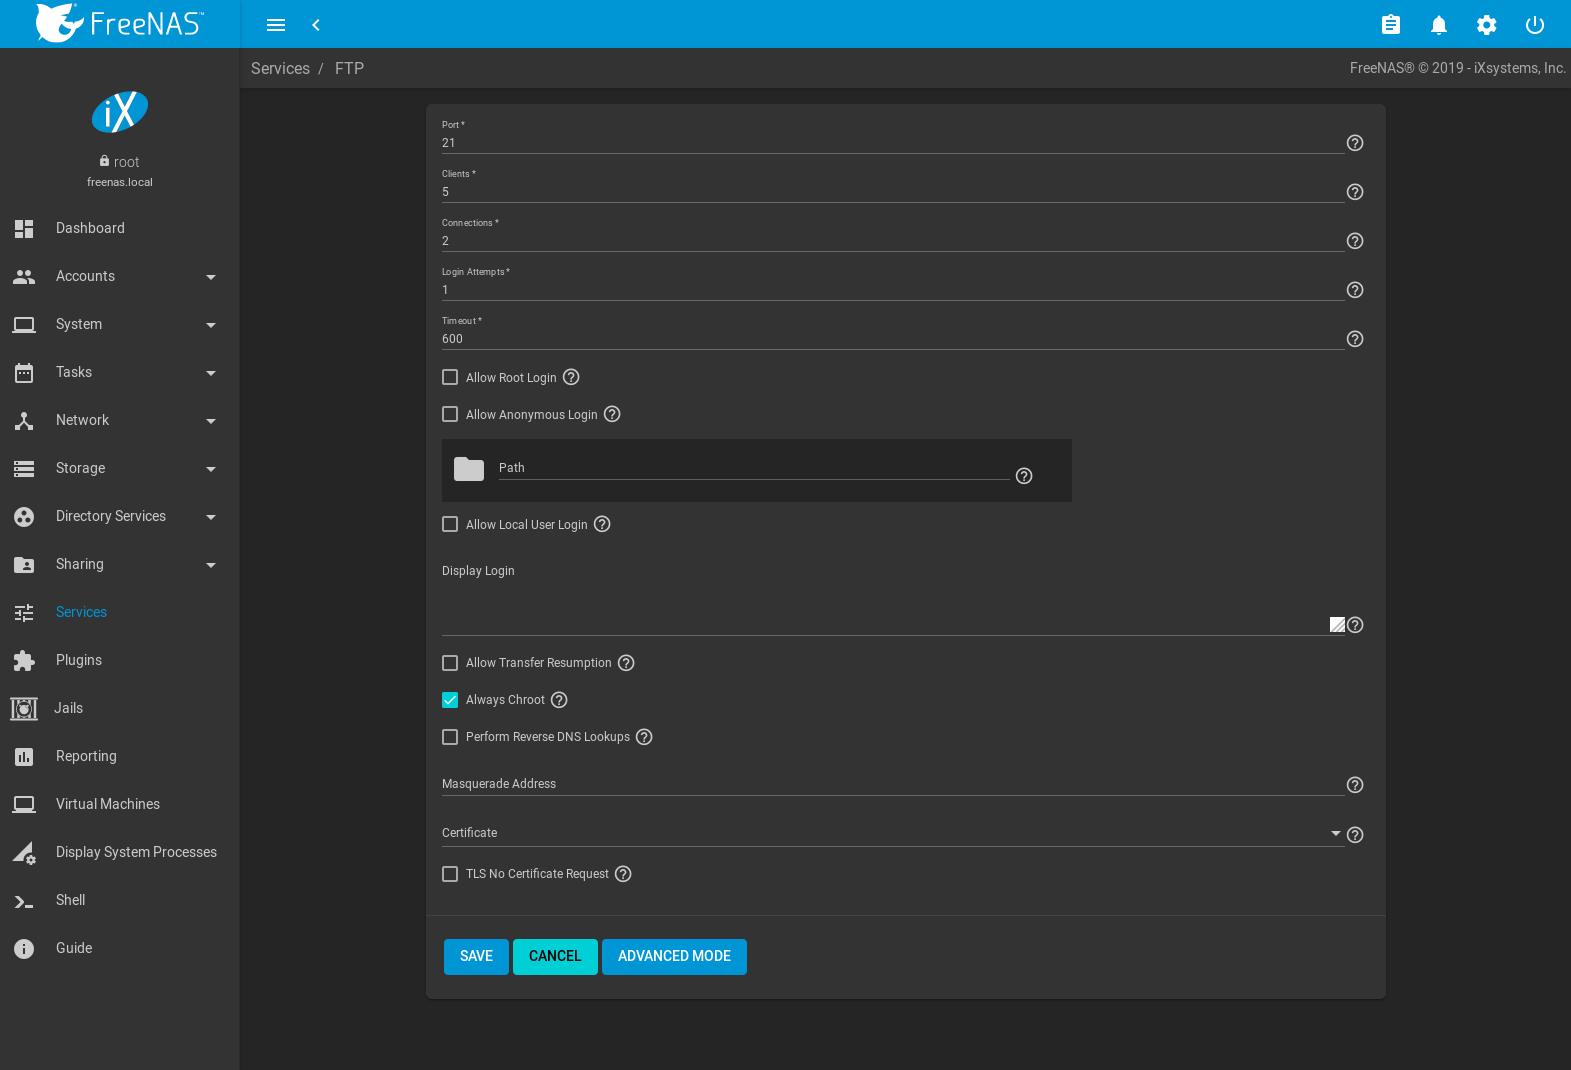 FreeNAS™
Services / FTP
FreeNAS® © 2019 - iXsystems, Inc.
iX
root
freenas.local
Dashboard
Accounts
System
Tasks
Network
Storage
Directory Services
Sharing
Services
Plugins
Jails
Reporting
Virtual Machines
Display System Processes
Shell
Guide
Port *
21
Clients *
5
Connections *
2
Login Attempts *
1
Timeout *
600
Allow Root Login
Allow Anonymous Login
Path
Allow Local User Login
Display Login
Allow Transfer Resumption
Always Chroot
Perform Reverse DNS Lookups
Masquerade Address
Certificate
TLS No Certificate Request
SAVE CANCEL ADVANCED MODE